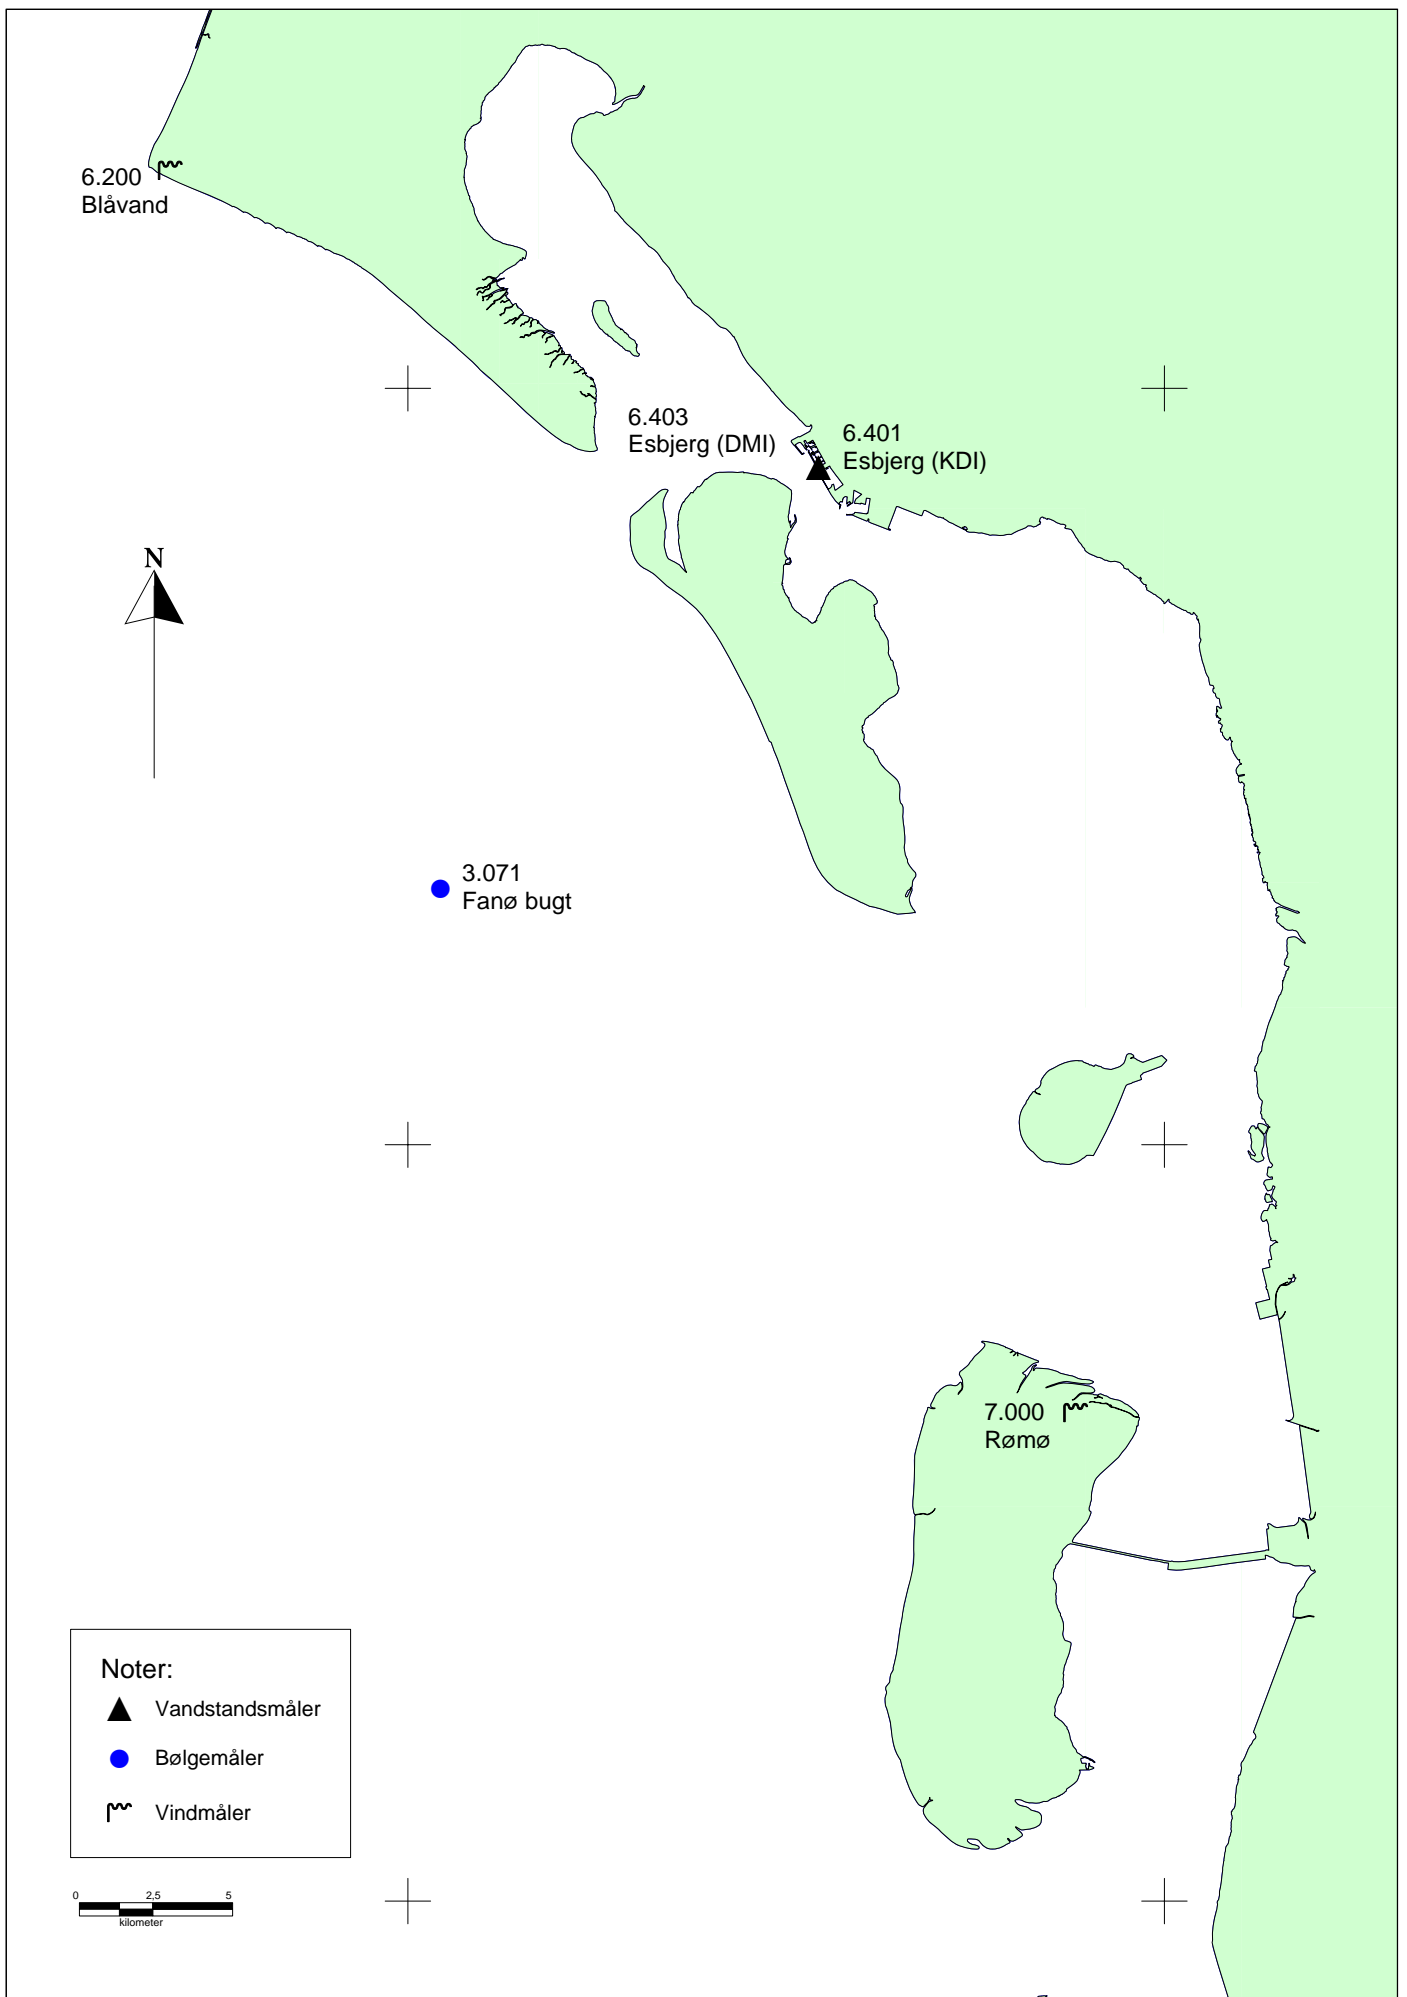 6.200
Blåvand
6.403
Esbjerg (DMI)
6.401
Esbjerg (KDI)
N
3.071
Fanø bugt
7.000
Rømø
Noter:
Vandstandsmåler
Bølgemåler
Vindmåler
0 2,5 5
kilometer